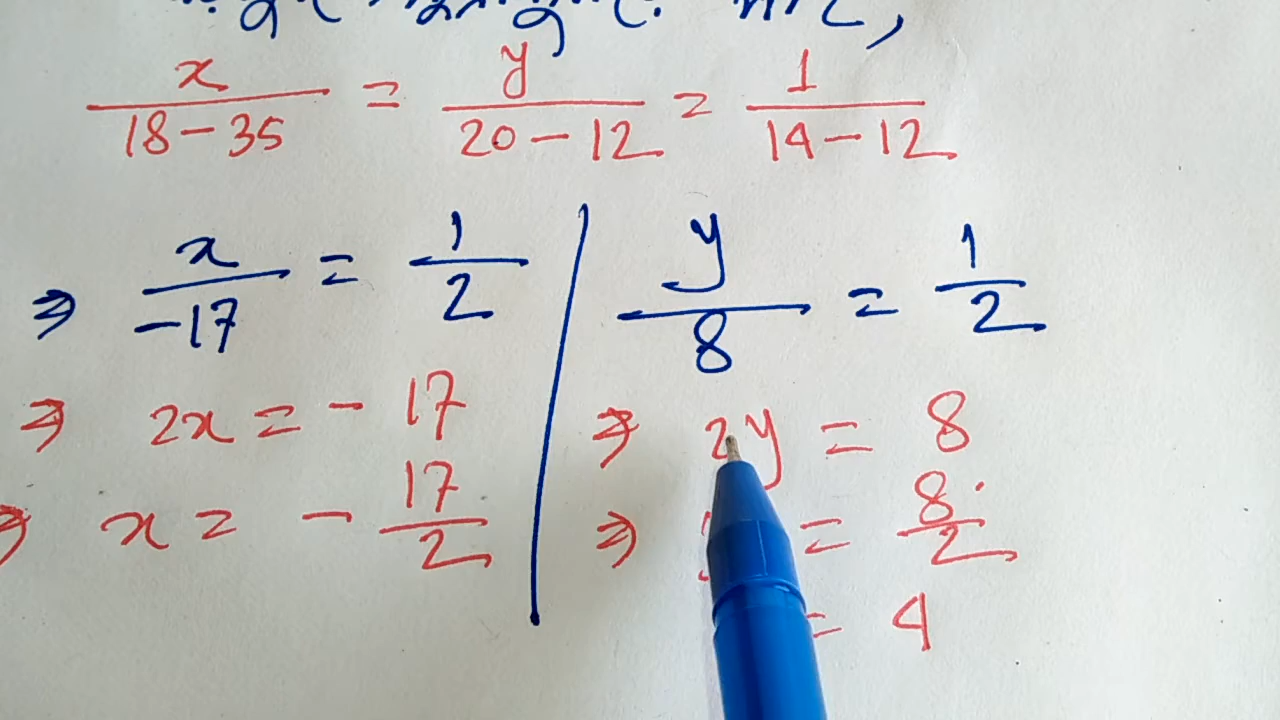 x/(18-35) = y/(20-12) = 1/(14-12)
⇒ x/(-17) = 1/2
⇒ 2x = -17
⇒ x = -17/2
y/8 = 1/2
⇒ 2y = 8
⇒ = 8/2
= 4